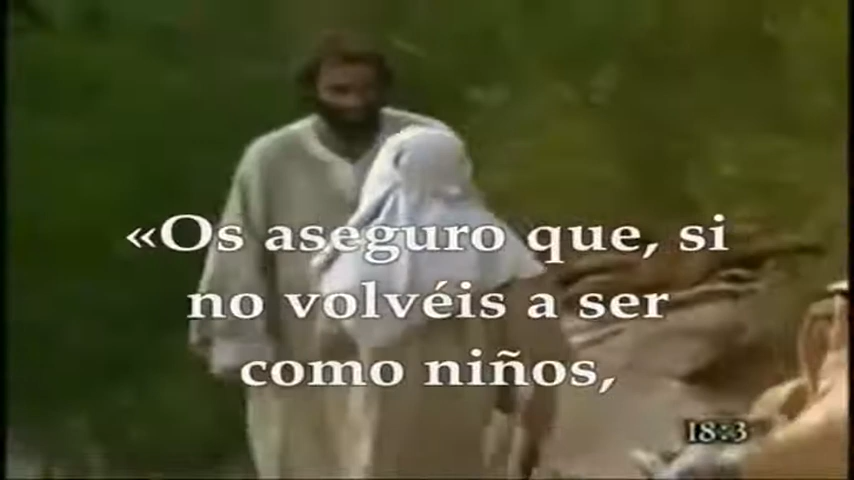 «Os aseguro que, si
no volvéis a ser
como niños,
18:3